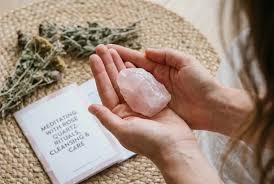 MEDITATING
WITH ROSE
QUARTZ:
RITUALS,
CLEANSING &
CARE